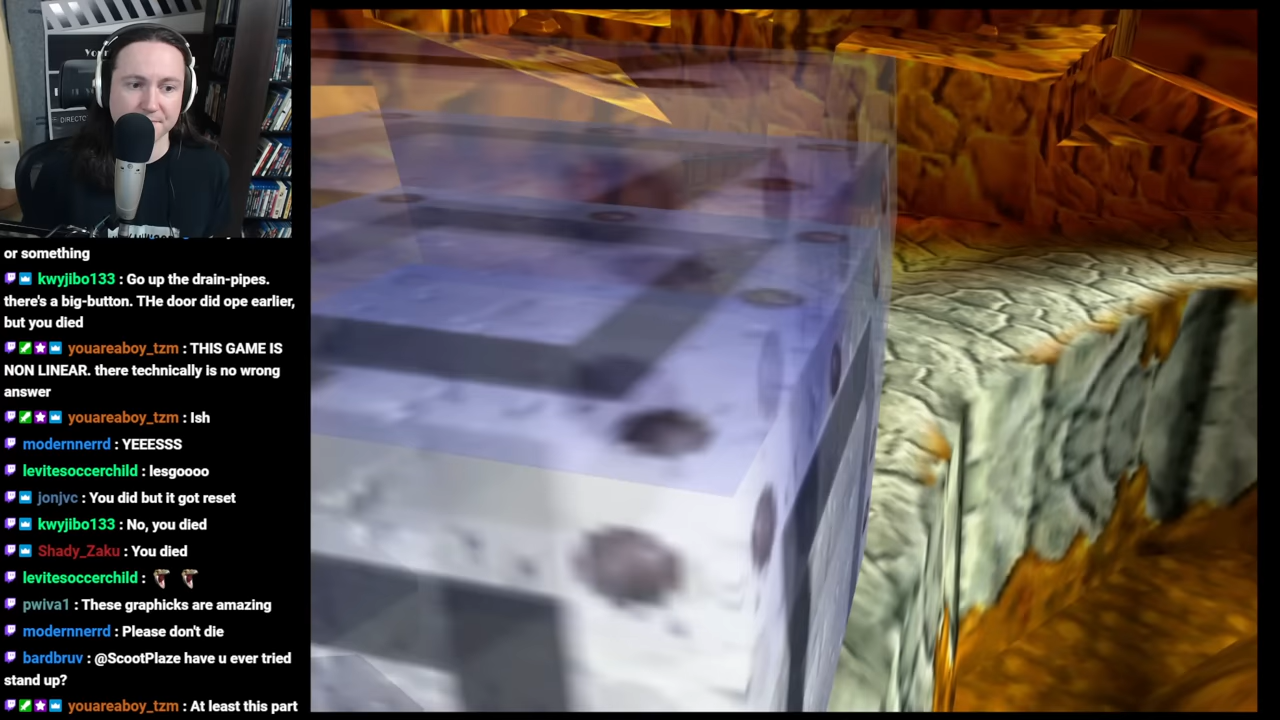 or something
kwyjibo133 : Go up the drain-pipes.
there's a big-button. THe door did ope earlier,
but you died
youareaboy_tzm : THIS GAME IS
NON LINEAR. there technically is no wrong
answer
youareaboy_tzm : Ish
modernnerrd : YEEESSS
levitesoccerchild : lesgoooo
jonjvc : You did but it got reset
kwyjibo133 : No, you died
Shady_Zaku : You died
levitesoccerchild :
pwiva1 : These graphicks are amazing
modernnerrd : Please don't die
bardbruv : @ScootPlaze have u ever tried
stand up?
youareaboy_tzm : At least this part